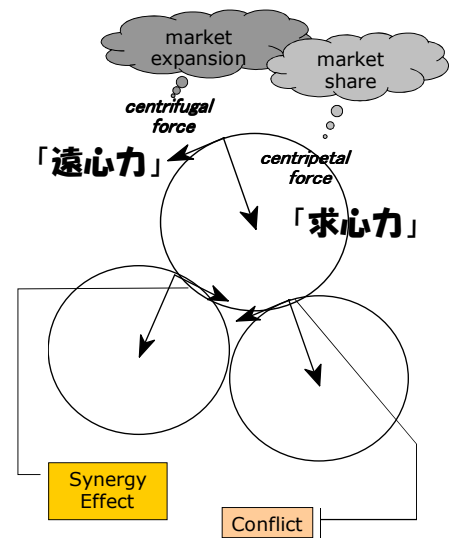 market
expansion
market
share
centrifugal
force
「遠心力」
centripetal
force
「求心力」
Synergy
Effect
Conflict